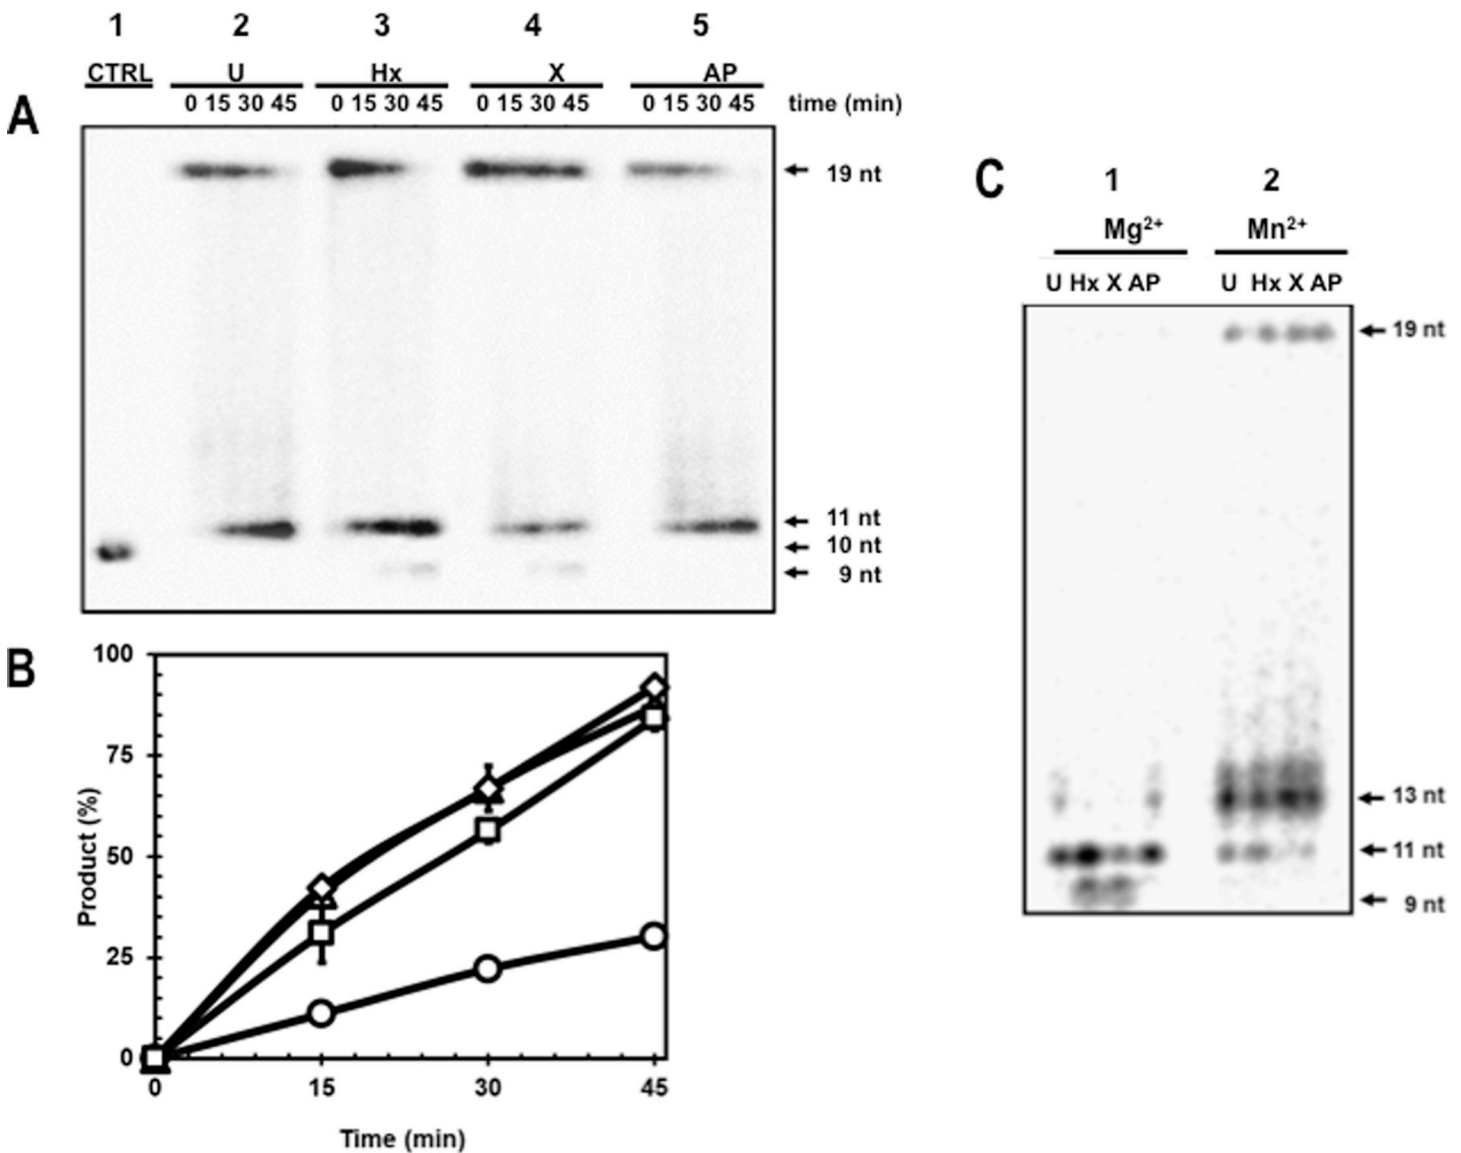 1 2 3 4 5
CTRL U Hx X AP
A 0 15 30 45 0 15 30 45 0 15 30 45 0 15 30 45 time (min)
19 nt
11 nt
10 nt
9 nt
B
100
75
50
25
0
Product (%)
0 15 30 45
Time (min)
C 1 2
Mg²⁺ Mn²⁺
U Hx X AP U Hx X AP
19 nt
13 nt
11 nt
9 nt